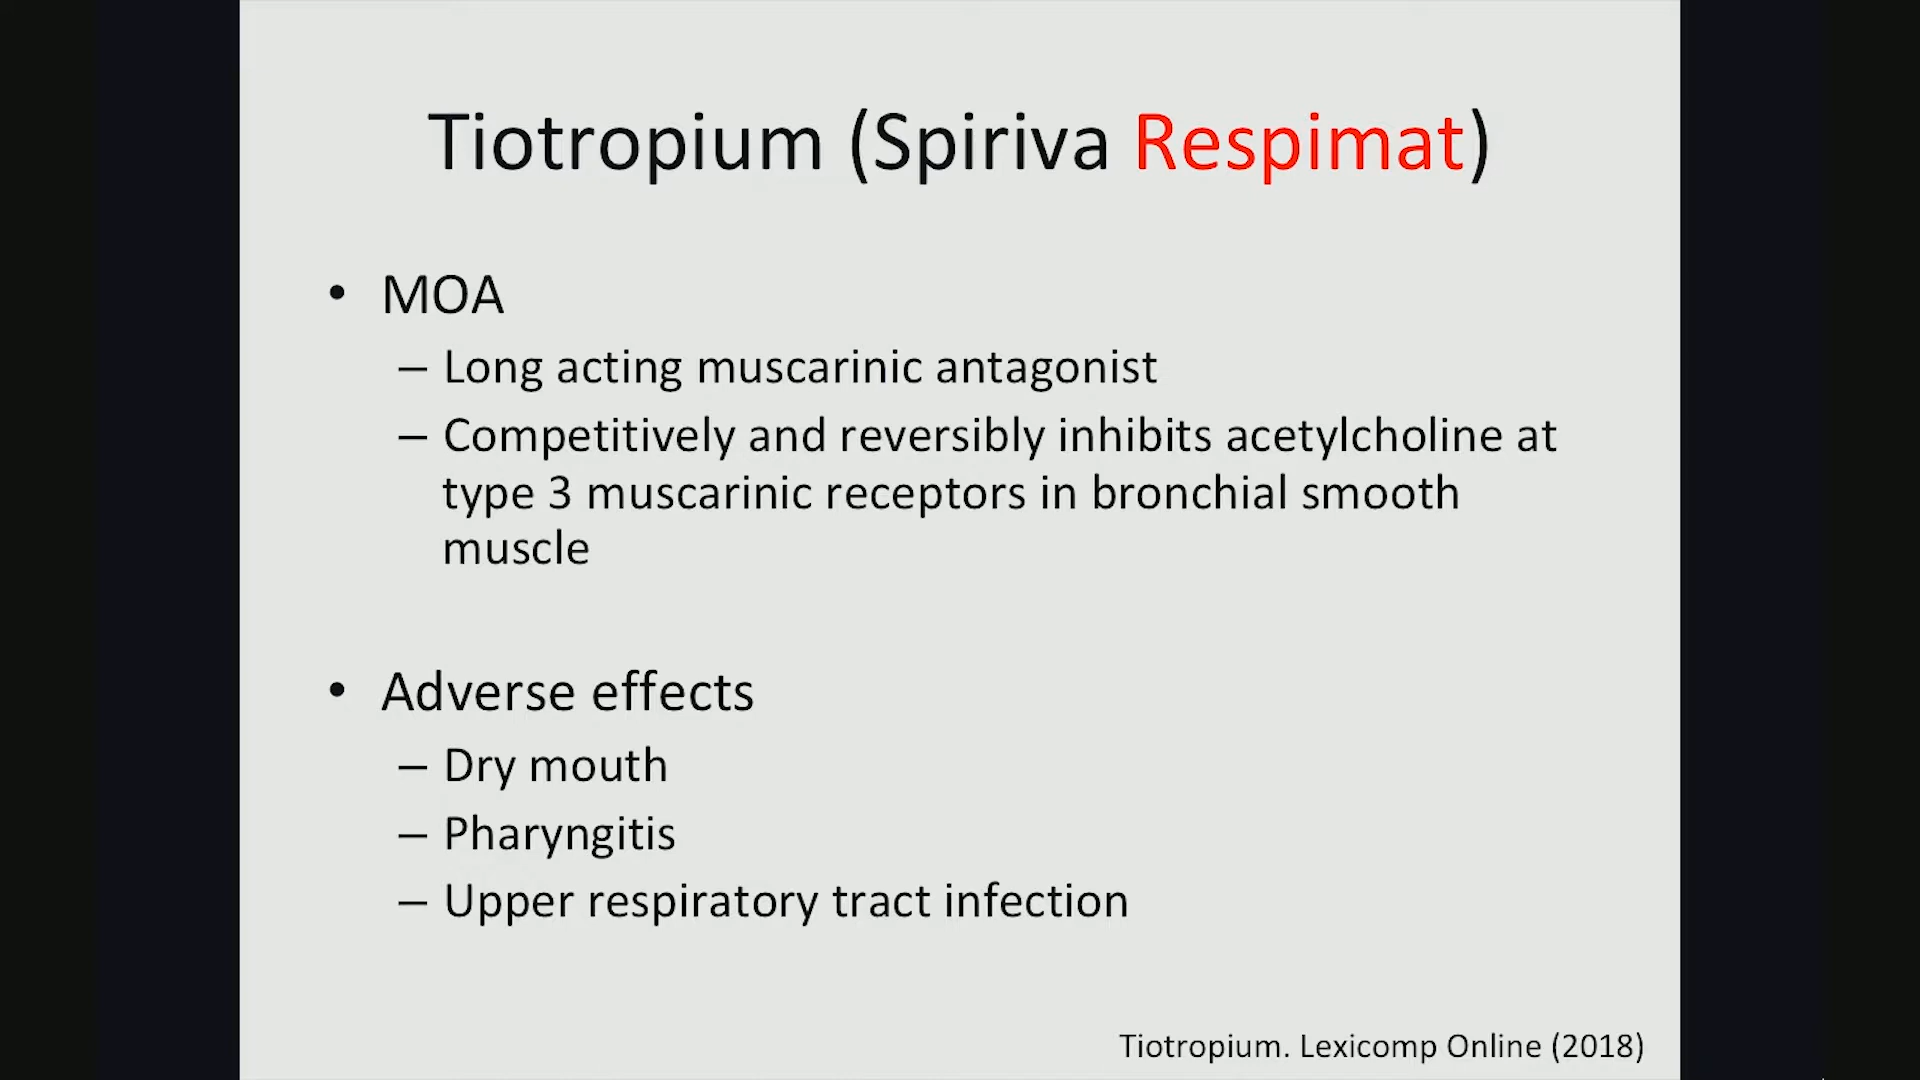 Tiotropium (Spiriva Respimat)
• MOA
– Long acting muscarinic antagonist
– Competitively and reversibly inhibits acetylcholine at
type 3 muscarinic receptors in bronchial smooth
muscle
• Adverse effects
– Dry mouth
– Pharyngitis
– Upper respiratory tract infection
Tiotropium. Lexicomp Online (2018)